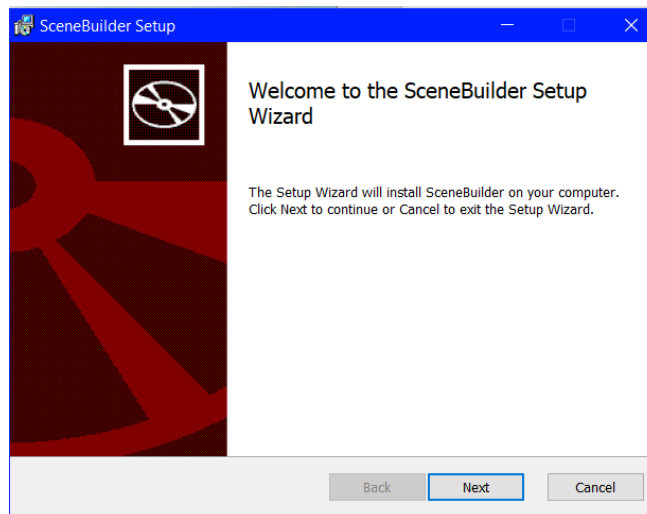 SceneBuilder Setup
Welcome to the SceneBuilder Setup
Wizard
The Setup Wizard will install SceneBuilder on your computer.
Click Next to continue or Cancel to exit the Setup Wizard.
Back Next Cancel